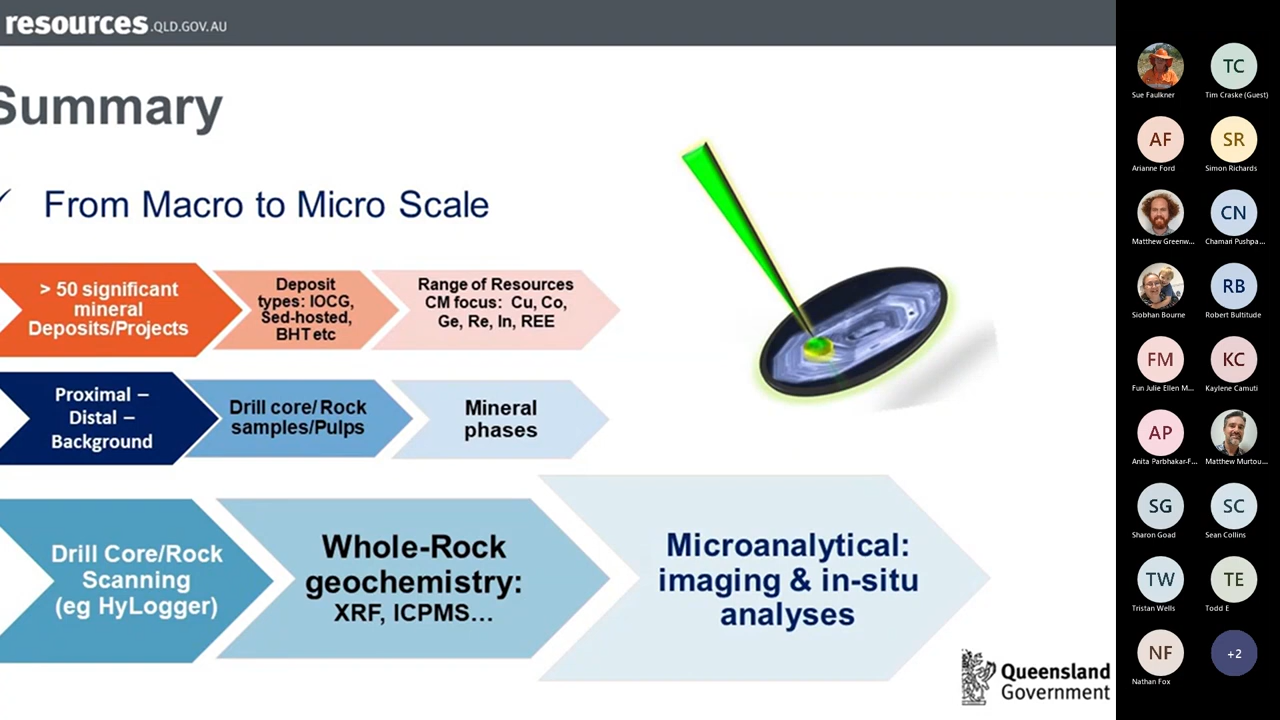 resources.QLD.GOV.AU
Summary
✓ From Macro to Micro Scale
> 50 significant
mineral
Deposits/Projects
Deposit
types: IOCG,
Sed-hosted,
BHT etc
Range of Resources
CM focus: Cu, Co,
Ge, Re, In, REE
Proximal –
Distal –
Background
Drill core/Rock
samples/Pulps
Mineral
phases
Drill Core/Rock
Scanning
(eg HyLogger)
Whole-Rock
geochemistry:
XRF, ICPMS...
Microanalytical:
imaging & in-situ
analyses
Queensland
Government
Sue Faulkner
TC
Tim Craske (Guest)
AF
Arianne Ford
SR
Simon Richards
Matthew Greenw...
CN
Chamari Pushpa...
Siobhan Bourne
RB
Robert Bultitude
FM
Fun Julie Ellen M...
KC
Kaylene Camuti
AP
Anita Parbhakar-F...
Matthew Murtou...
SG
Sharon Goad
SC
Sean Collins
TW
Tristan Wells
TE
Todd E
NF
Nathan Fox
+2